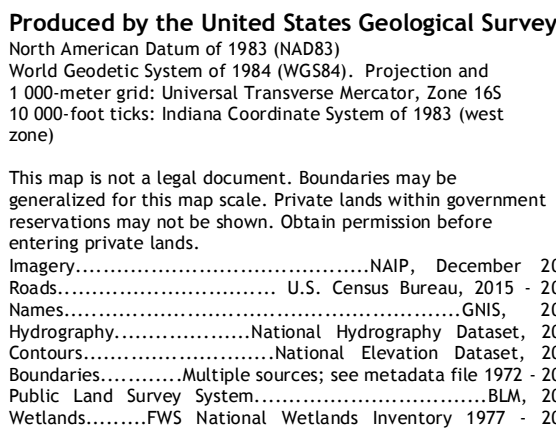 Produced by the United States Geological Survey
North American Datum of 1983 (NAD83)
World Geodetic System of 1984 (WGS84). Projection and
1 000-meter grid: Universal Transverse Mercator, Zone 16S
10 000-foot ticks: Indiana Coordinate System of 1983 (west
zone)
This map is not a legal document. Boundaries may be
generalized for this map scale. Private lands within government
reservations may not be shown. Obtain permission before
entering private lands.
Imagery..........................................NAIP, December 20
Roads............................... U.S. Census Bureau, 2015 - 20
Names........................................................GNIS, 20
Hydrography...................National Hydrography Dataset, 20
Contours...........................National Elevation Dataset, 20
Boundaries............Multiple sources; see metadata file 1972 - 20
Public Land Survey System.................................BLM, 20
Wetlands.........FWS National Wetlands Inventory 1977 - 20